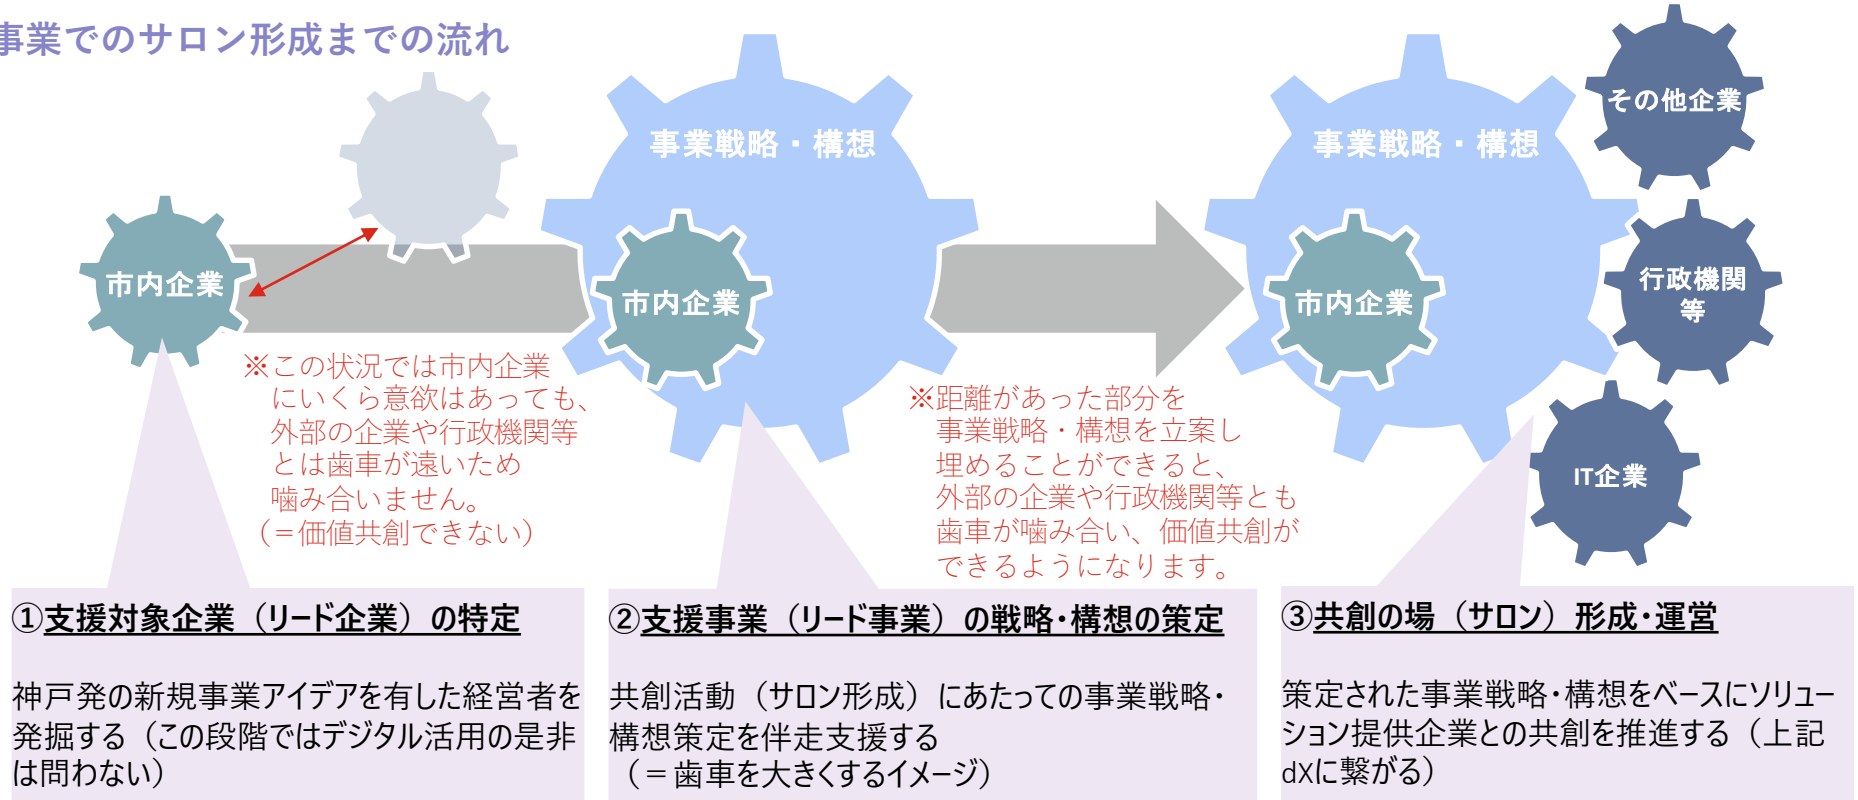 事業でのサロン形成までの流れ
市内企業
※この状況では市内企業
にいくら意欲はあっても、
外部の企業や行政機関等
とは歯車が遠いため
噛み合いません。
（＝価値共創できない）
事業戦略・構想
市内企業
※距離があった部分を
事業戦略・構想を立案し
埋めることができると、
外部の企業や行政機関等とも
歯車が噛み合い、価値共創が
できるようになります。
事業戦略・構想
市内企業
その他企業
行政機関
等
IT企業
①支援対象企業（リード企業）の特定
神戸発の新規事業アイデアを有した経営者を
発掘する（この段階ではデジタル活用の是非
は問わない）
②支援事業（リード事業）の戦略・構想の策定
共創活動（サロン形成）にあたっての事業戦略・
構想策定を伴走支援する
（＝歯車を大きくするイメージ）
③共創の場（サロン）形成・運営
策定された事業戦略・構想をベースにソリュー
ション提供企業との共創を推進する（上記
dXに繋がる）